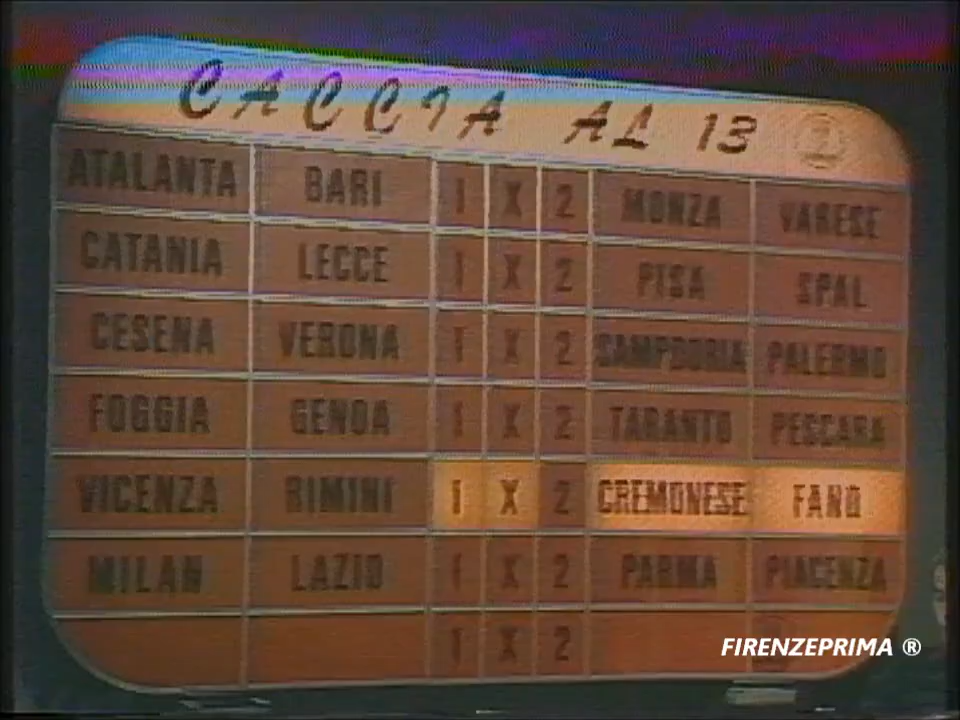 CACCIA AL 13
ATALANTA BARI 1 X 2 MONZA VARESE
CATANIA LECCE 1 X 2 PISA SPAL
CESENA VERONA 1 X 2 SAMPDORIA PALERMO
FOGGIA GENOA 1 X 2 TARANTO PESCARA
VICENZA RIMINI 1 X 2 CREMONESE FANO
MILAN LAZIO 1 X 2 PARMA PIACENZA
1 X 2
FIRENZEPRIMA ®